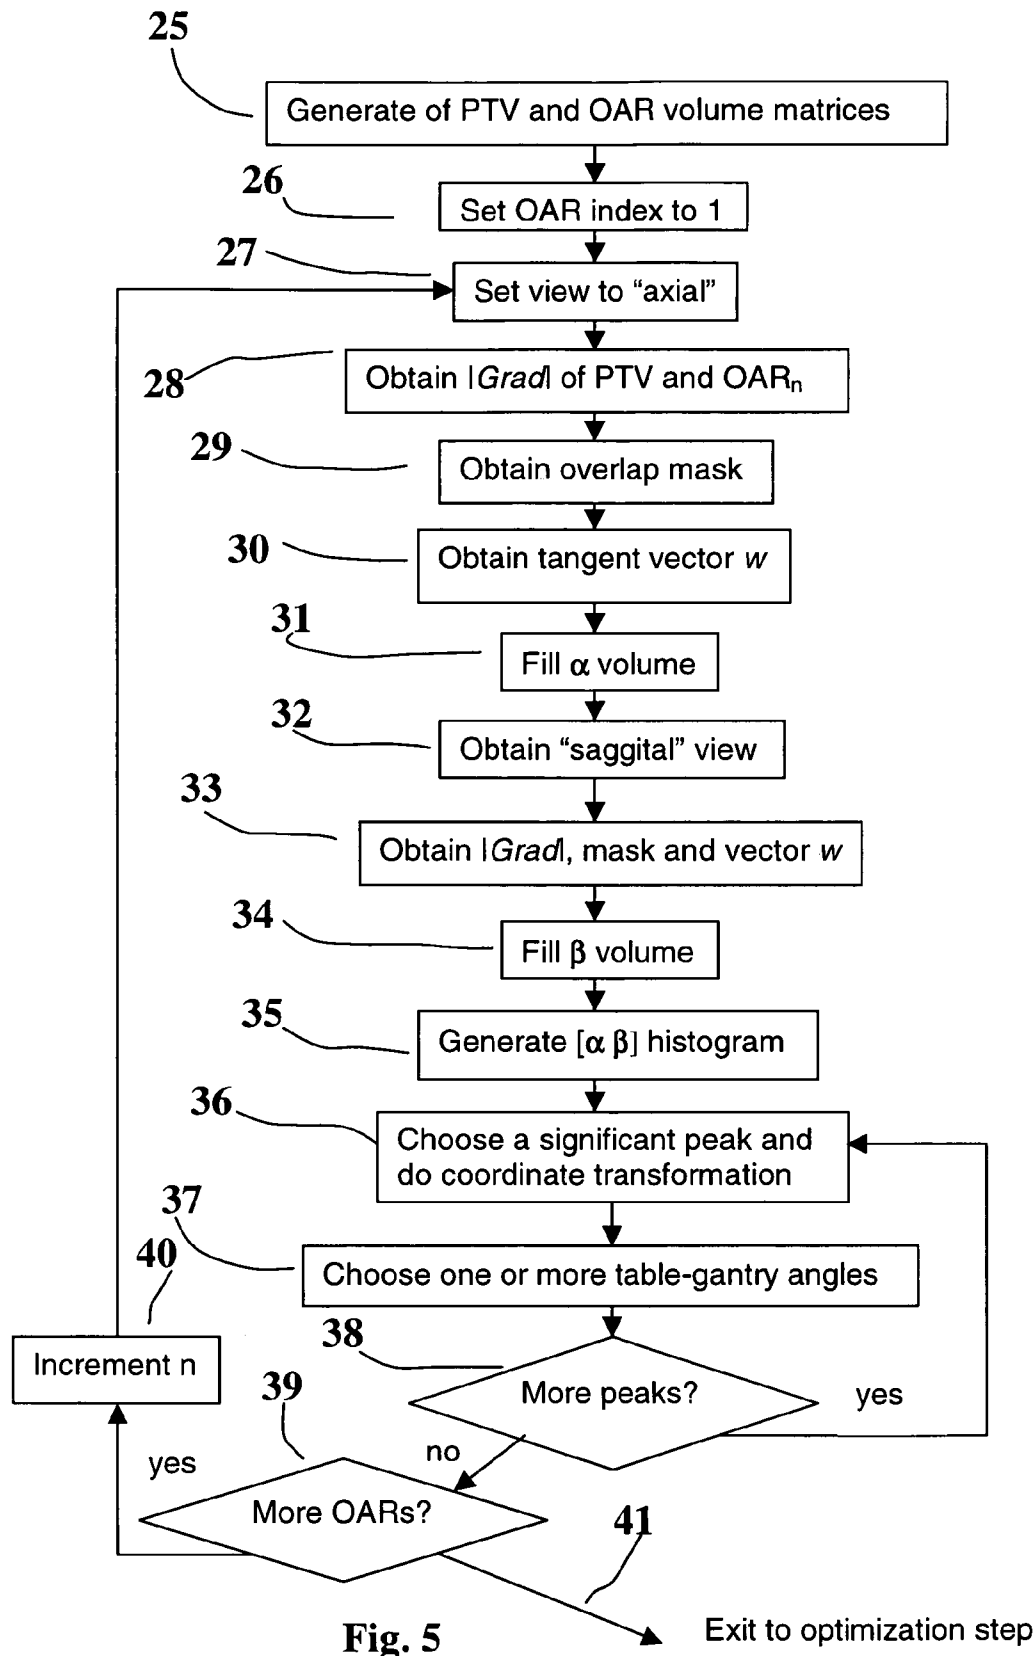 25
Generate of PTV and OAR volume matrices
26
Set OAR index to 1
27
Set view to “axial”
28
Obtain |Grad| of PTV and OARn
29
Obtain overlap mask
30
Obtain tangent vector w
31
Fill α volume
32
Obtain “saggital” view
33
Obtain |Grad|, mask and vector w
34
Fill β volume
35
Generate [α β] histogram
36
Choose a significant peak and
do coordinate transformation
37
Choose one or more table-gantry angles
40
38
Increment n
More peaks?
yes
39
no
yes
More OARs?
41
Exit to optimization step
Fig. 5